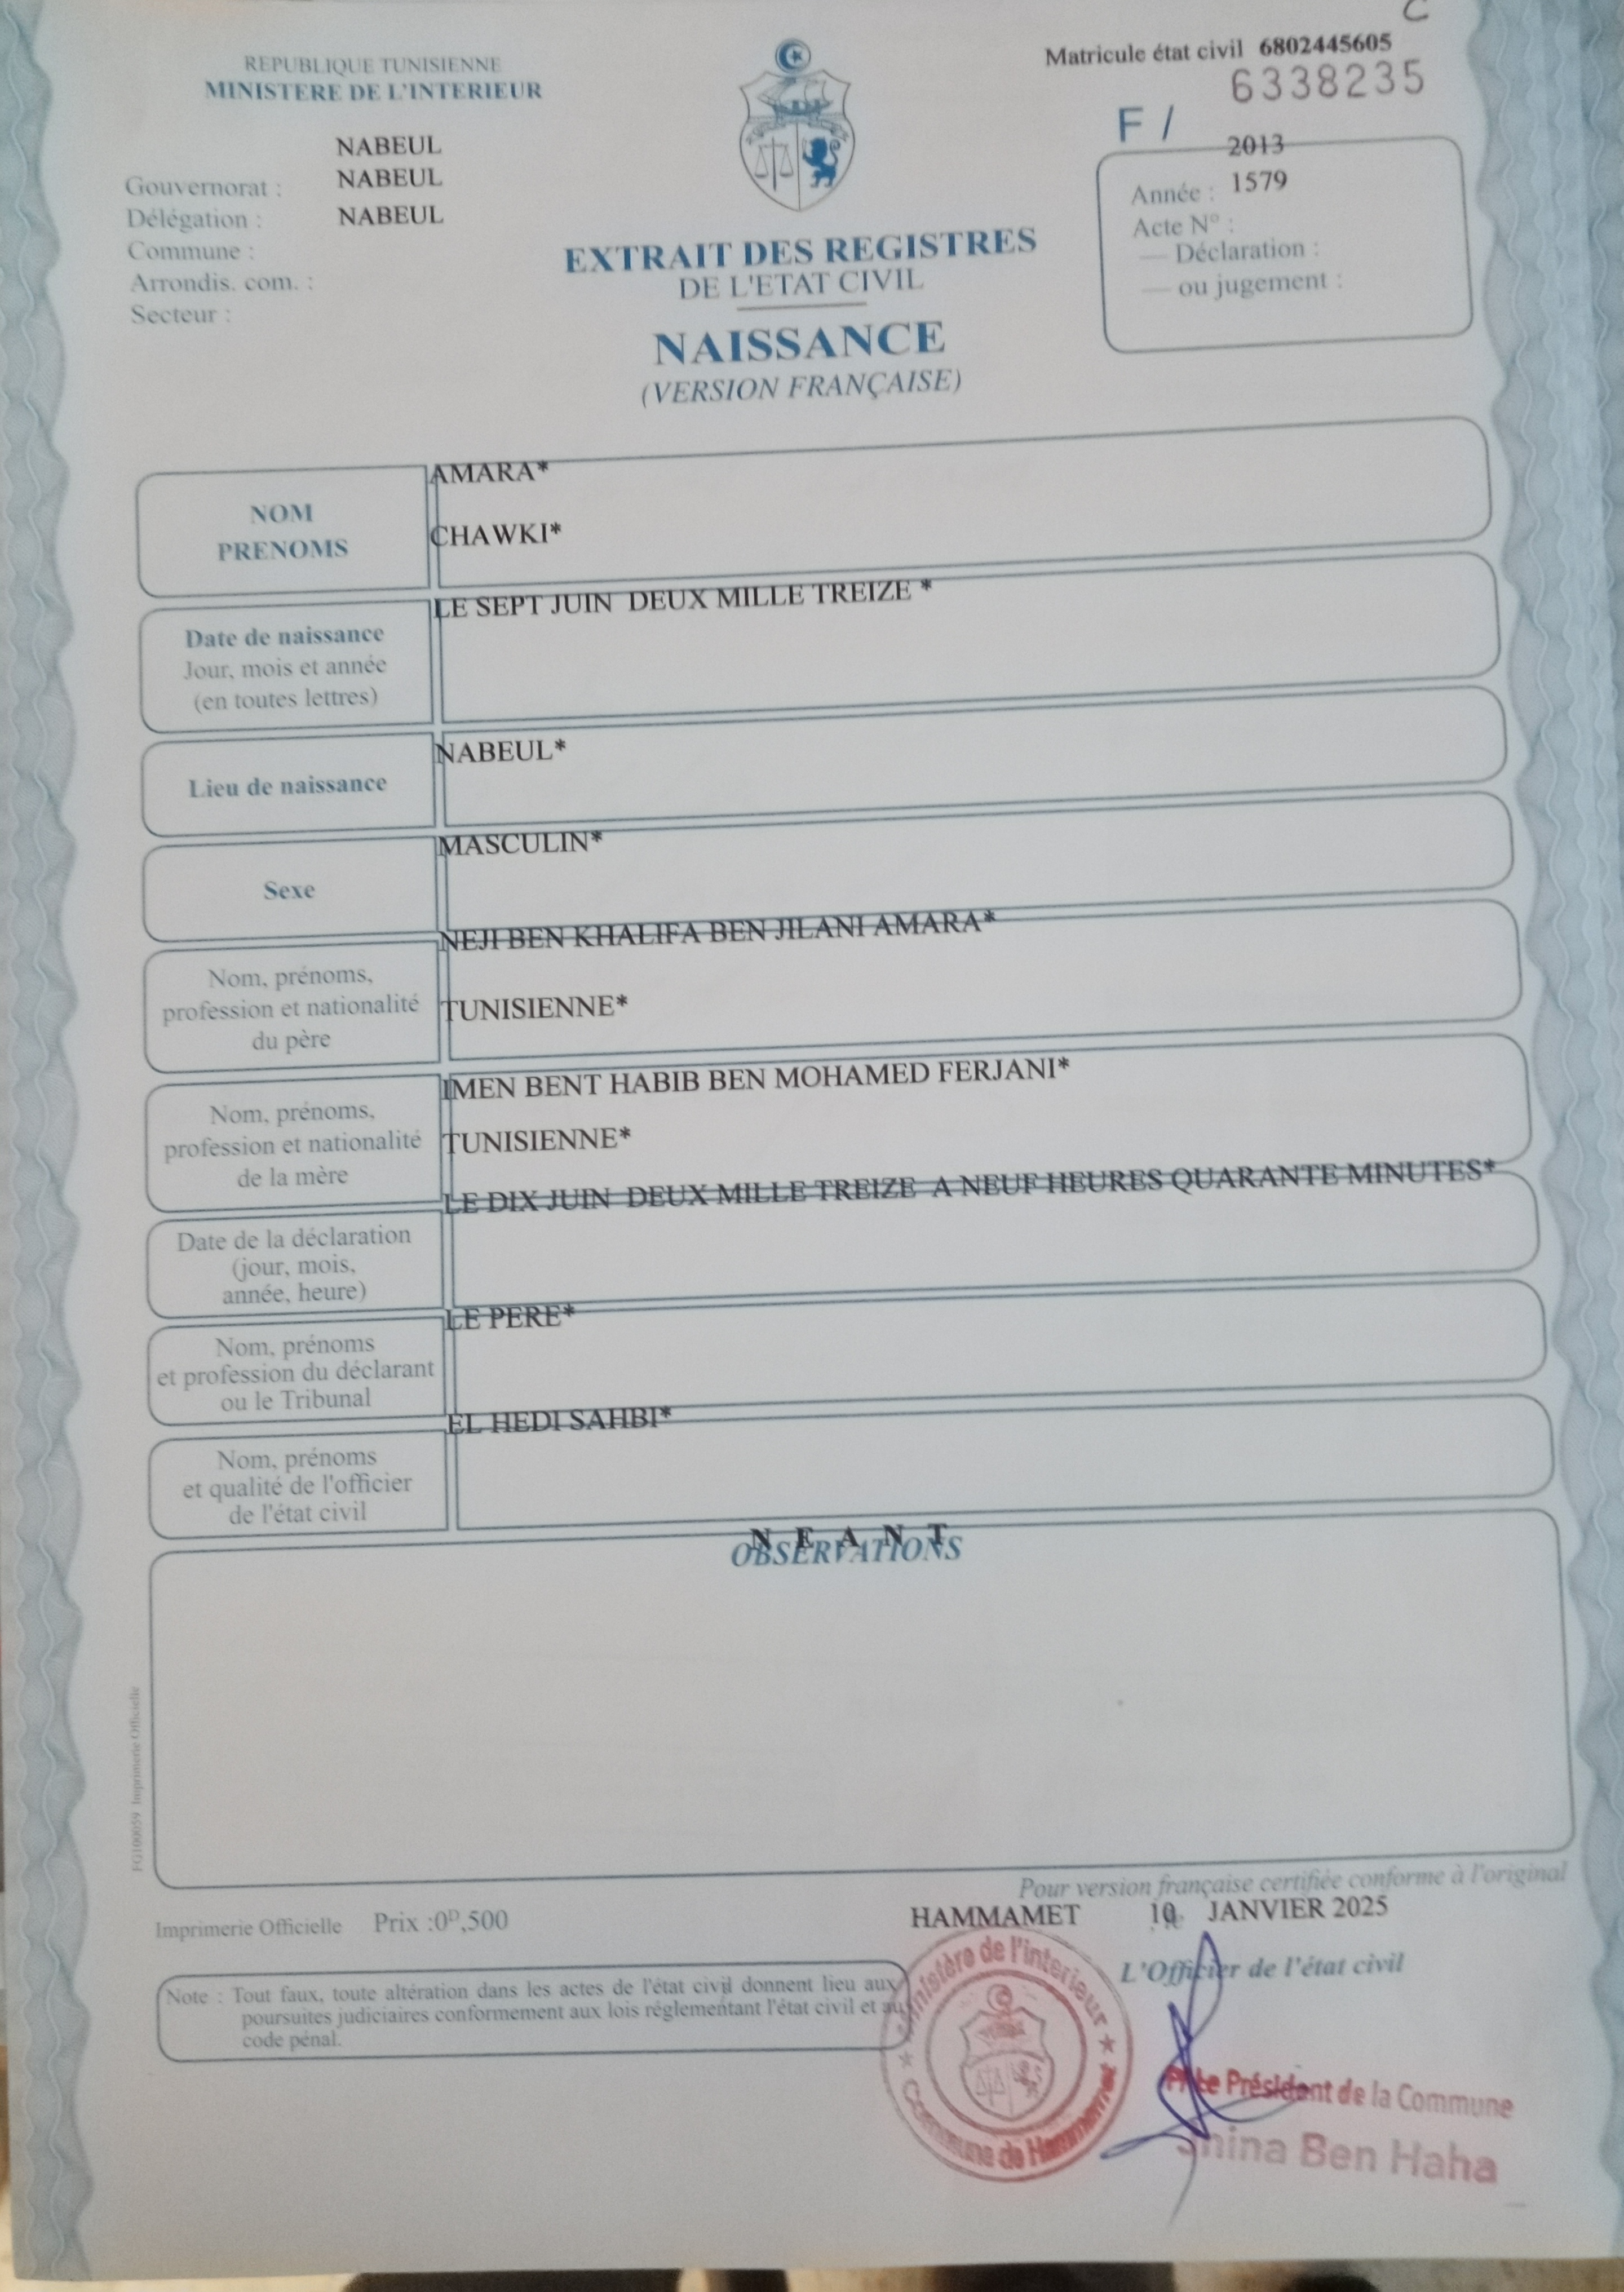 C
REPUBLIQUE TUNISIENNE
MINISTERE DE L'INTERIEUR
Matricule état civil 6802445605
6338235
F /
NABEUL
NABEUL
NABEUL
Gouvernorat :
Délégation :
Commune :
Arrondis. com. :
Secteur :
2013
Année : 1579
Acte N° :
— Déclaration :
— ou jugement :
EXTRAIT DES REGISTRES
DE L'ETAT CIVIL
NAISSANCE
(VERSION FRANÇAISE)
NOM
PRENOMS
AMARA*
CHAWKI*
Date de naissance
Jour, mois et année
(en toutes lettres)
LE SEPT JUIN DEUX MILLE TREIZE *
Lieu de naissance
NABEUL*
Sexe
MASCULIN*
Nom, prénoms,
profession et nationalité
du père
NEJI BEN KHALIFA BEN JILANI AMARA*
TUNISIENNE*
Nom, prénoms,
profession et nationalité
de la mère
IMEN BENT HABIB BEN MOHAMED FERJANI*
TUNISIENNE*
Date de la déclaration
(jour, mois,
année, heure)
LE DIX JUIN DEUX MILLE TREIZE A NEUF HEURES QUARANTE MINUTES*
Nom, prénoms
et profession du déclarant
ou le Tribunal
LE PERE*
Nom, prénoms
et qualité de l'officier
de l'état civil
EL HEDI SAHBI*
N E A N T
OBSERVATIONS
FG100059 Imprimerie Officielle
Pour version française certifiée conforme à l'original
Imprimerie Officielle Prix :0D,500
HAMMAMET 10 JANVIER 2025
L'Officier de l'état civil
Note : Tout faux, toute altération dans les actes de l'état civil donnent lieu aux
poursuites judiciaires conformement aux lois réglementant l'état civil et au
code pénal.
Ministère de l'interieur
Commune de Hammamet
Le Président de la Commune
Ben Haha